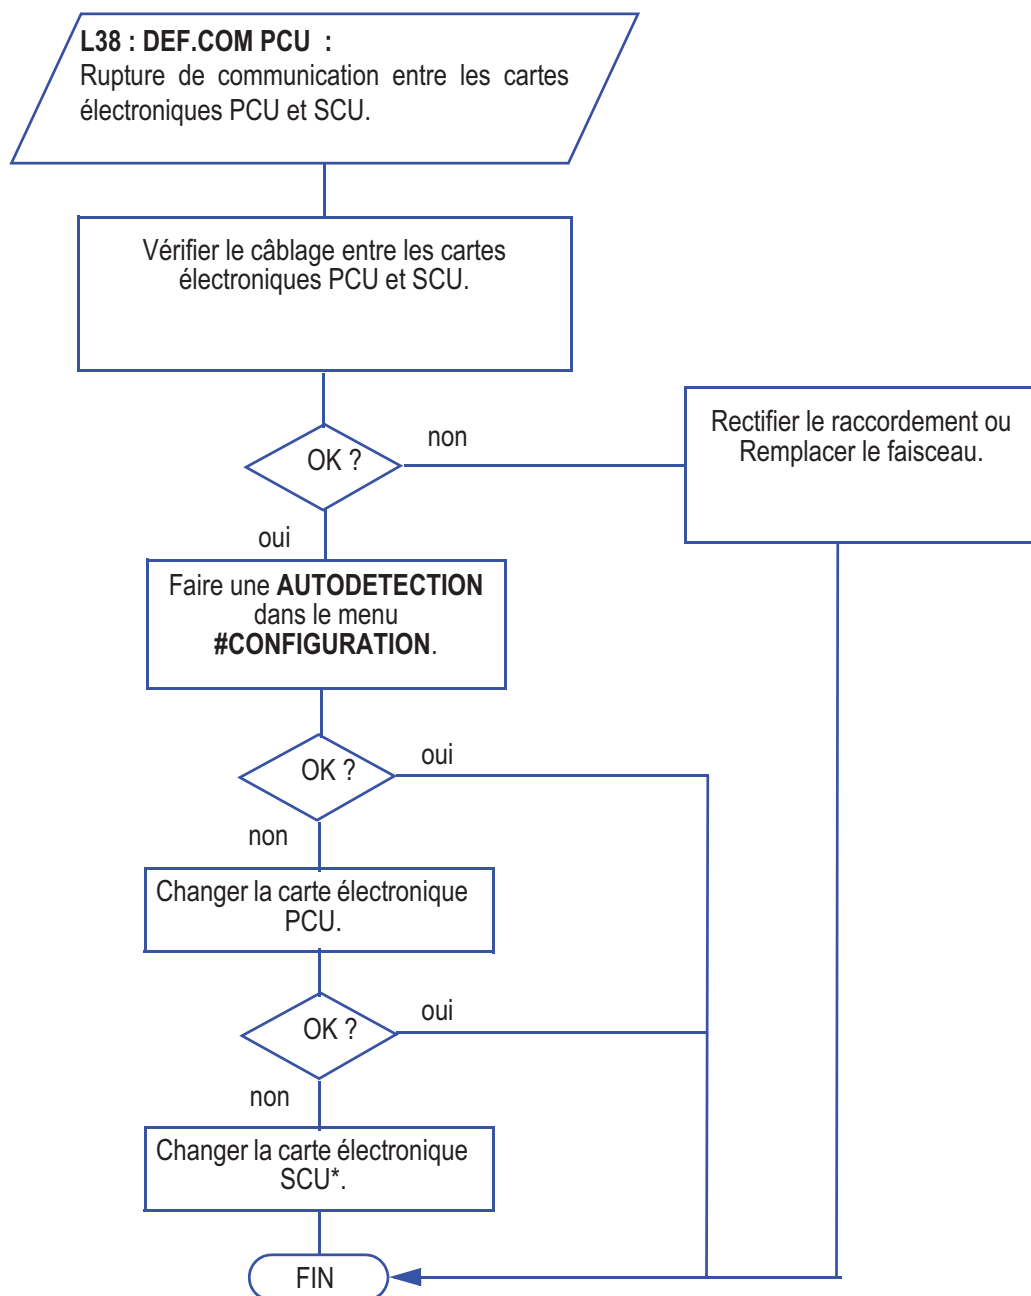 L38 : DEF.COM PCU :
Rupture de communication entre les cartes
électroniques PCU et SCU.
Vérifier le câblage entre les cartes
électroniques PCU et SCU.
OK ?
non
Rectifier le raccordement ou
Remplacer le faisceau.
oui
Faire une AUTODETECTION
dans le menu
#CONFIGURATION.
OK ?
oui
non
Changer la carte électronique
PCU.
OK ?
oui
non
Changer la carte électronique
SCU*.
FIN